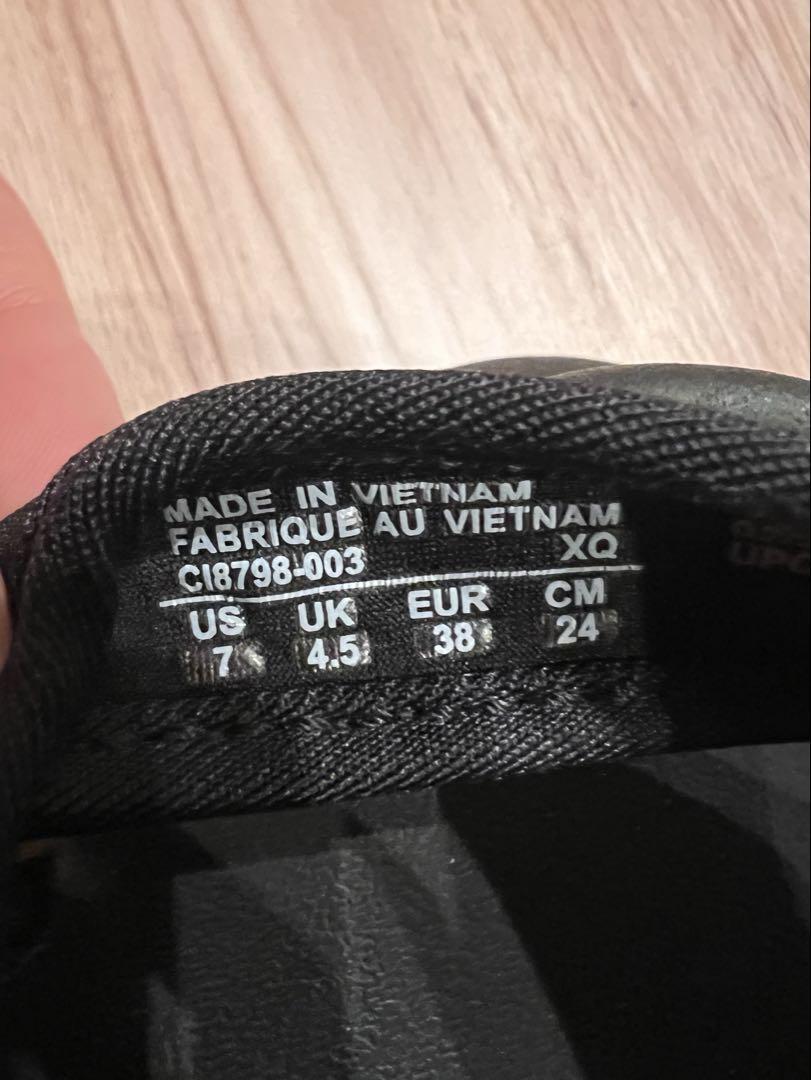 MADE IN VIETNAM
FABRIQUE AU VIETNAM
CI8798-003 XQ
US UK EUR CM
7 4.5 38 24